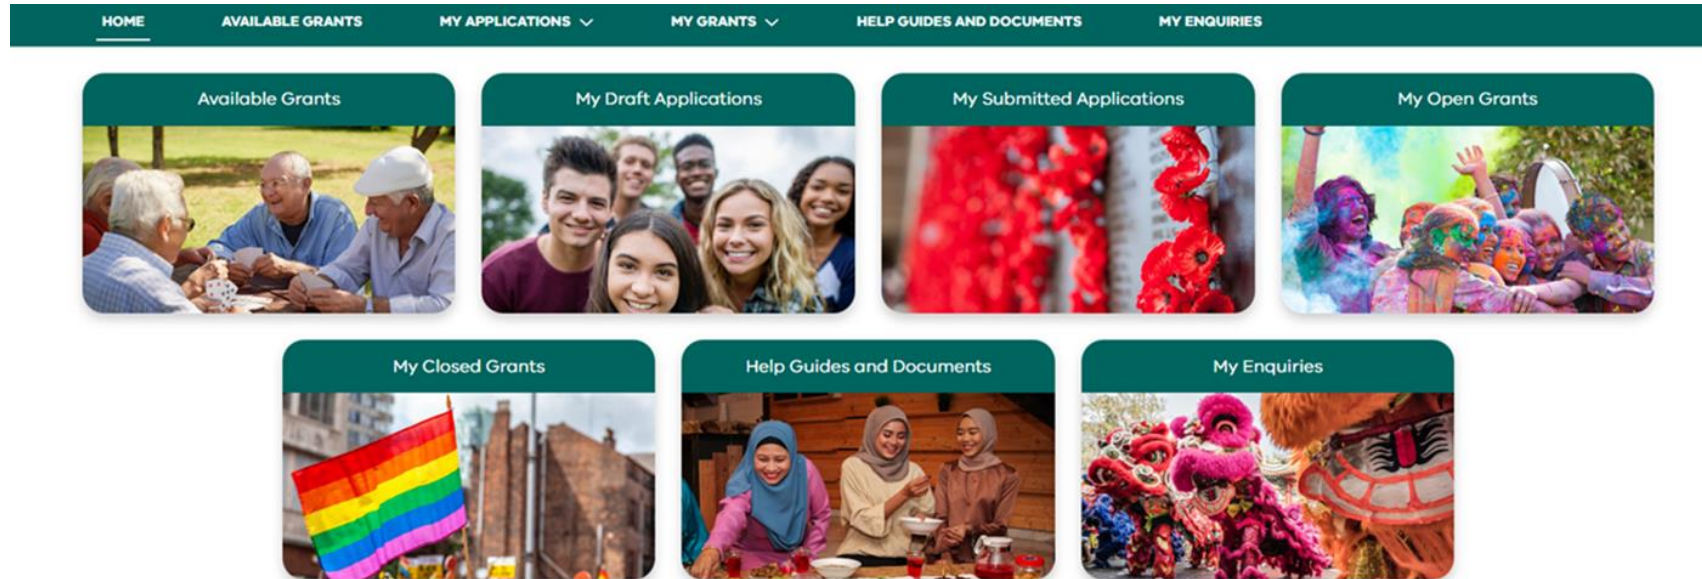 HOME AVAILABLE GRANTS MY APPLICATIONS MY GRANTS HELP GUIDES AND DOCUMENTS MY ENQUIRIES
Available Grants
My Draft Applications
My Submitted Applications
My Open Grants
My Closed Grants
Help Guides and Documents
My Enquiries